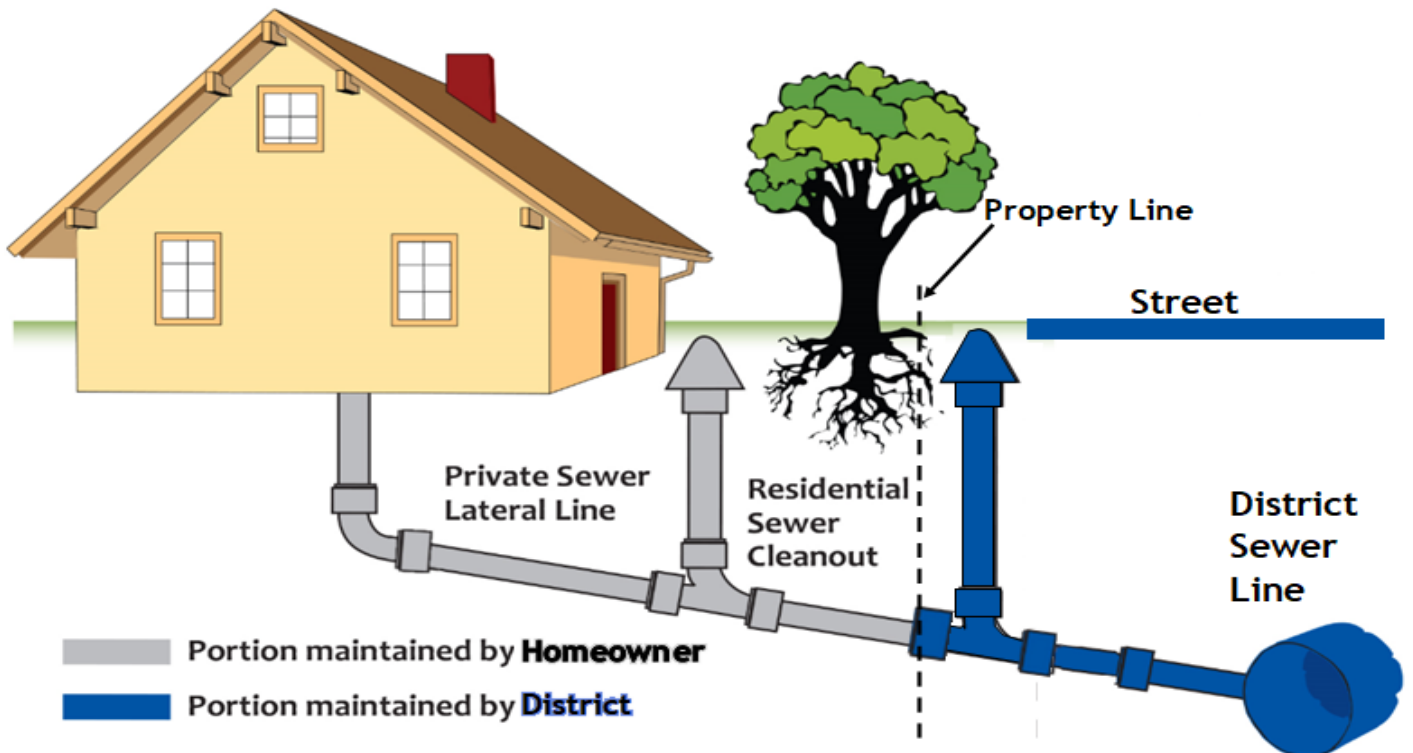 Property Line
Street
Private Sewer
Lateral Line
Residential
Sewer
Cleanout
District
Sewer
Line
Portion maintained by Homeowner
Portion maintained by District